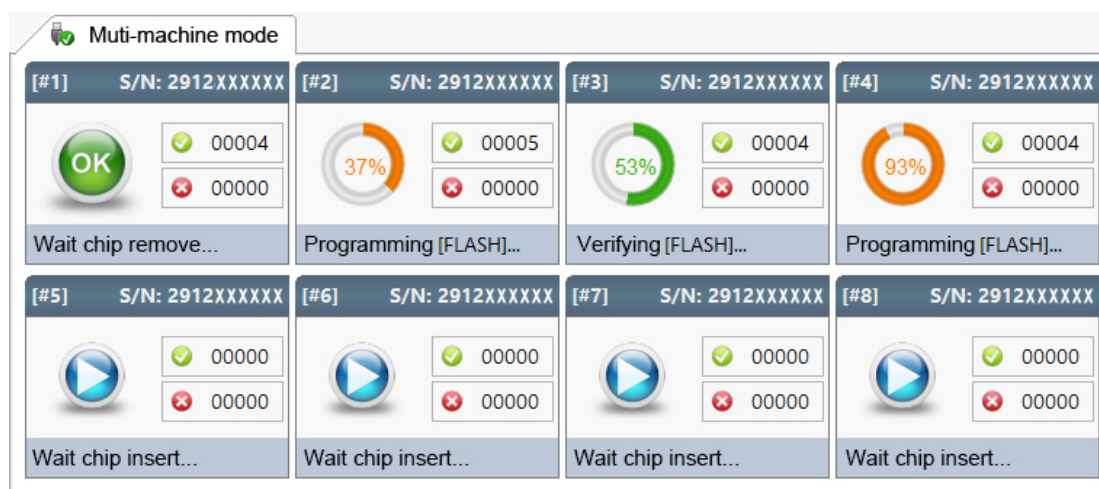 Muti-machine mode
[#1] S/N: 2912XXXXXX
OK
00004
00000
Wait chip remove...
[#2] S/N: 2912XXXXXX
37%
00005
00000
Programming [FLASH]...
[#3] S/N: 2912XXXXXX
53%
00004
00000
Verifying [FLASH]...
[#4] S/N: 2912XXXXXX
93%
00004
00000
Programming [FLASH]...
[#5] S/N: 2912XXXXXX
00000
00000
Wait chip insert...
[#6] S/N: 2912XXXXXX
00000
00000
Wait chip insert...
[#7] S/N: 2912XXXXXX
00000
00000
Wait chip insert...
[#8] S/N: 2912XXXXXX
00000
00000
Wait chip insert...